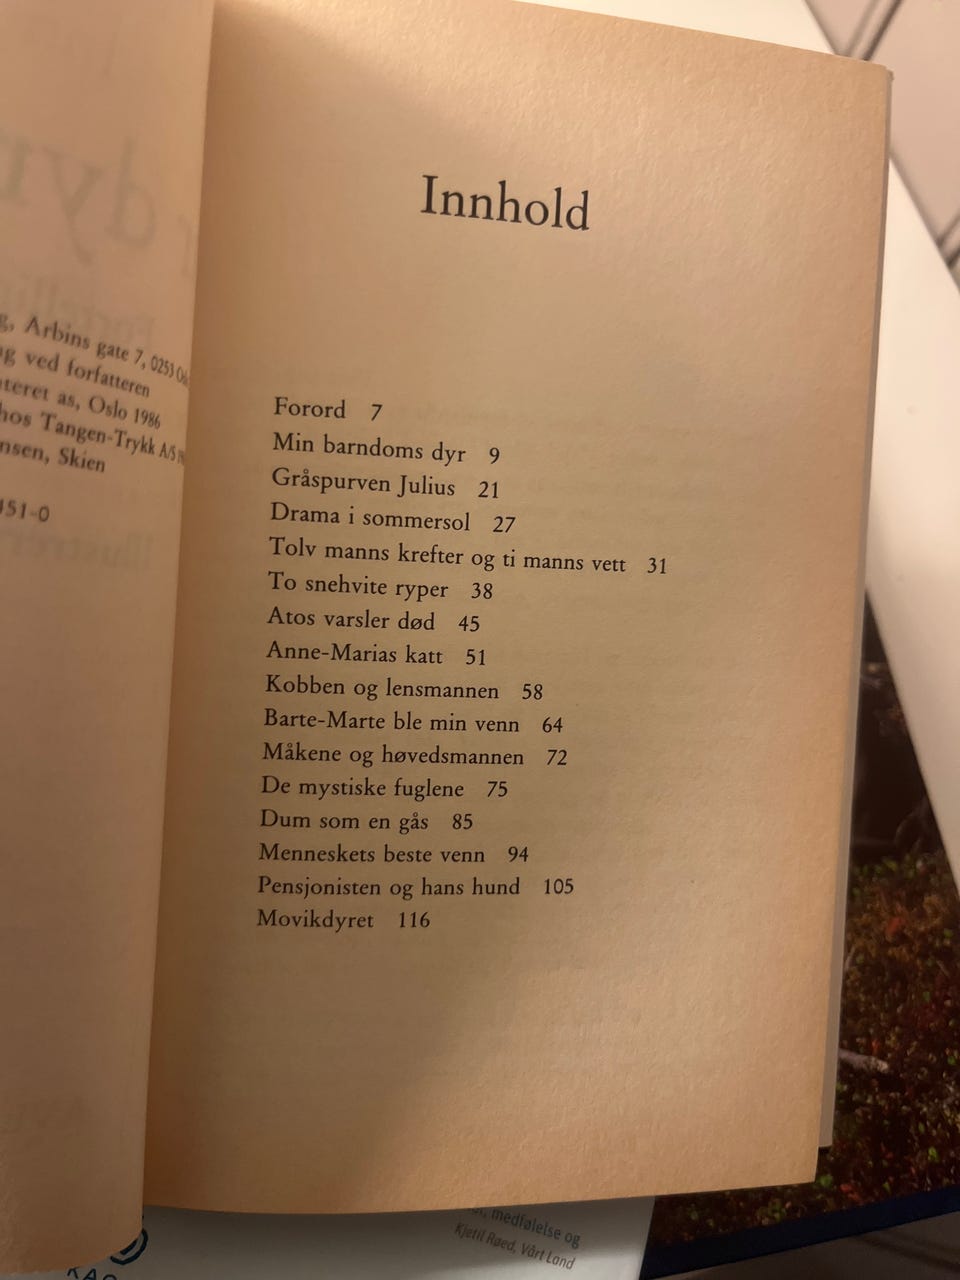 Arbins gate 7, 0253
ved forfatteren
as, Oslo 1986
Tangen-Trykk A/S
Skien
451-0
Innhold
Forord 7
Min barndoms dyr 9
Gråspurven Julius 21
Drama i sommersol 27
Tolv manns krefter og ti manns vett 31
To snehvite ryper 38
Atos varsler død 45
Anne-Marias katt 51
Kobben og lensmannen 58
Barte-Marte ble min venn 64
Måkene og høvedsmannen 72
De mystiske fuglene 75
Dum som en gås 85
Menneskets beste venn 94
Pensjonisten og hans hund 105
Movikdyret 116
medfølelse og
Kjetil Røed, Vårt Land